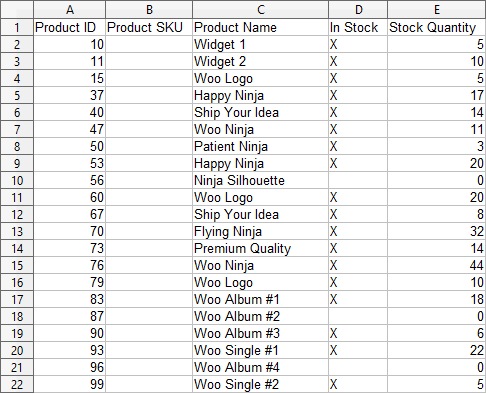 A B C D E
1 Product ID Product SKU Product Name In Stock Stock Quantity
2 10 Widget 1 X 5
3 11 Widget 2 X 10
4 15 Woo Logo X 5
5 37 Happy Ninja X 17
6 40 Ship Your Idea X 14
7 47 Woo Ninja X 11
8 50 Patient Ninja X 3
9 53 Happy Ninja X 20
10 56 Ninja Silhouette 0
11 60 Woo Logo X 20
12 67 Ship Your Idea X 8
13 70 Flying Ninja X 32
14 73 Premium Quality X 14
15 76 Woo Ninja X 44
16 79 Woo Logo X 10
17 83 Woo Album #1 X 18
18 87 Woo Album #2 0
19 90 Woo Album #3 X 6
20 93 Woo Single #1 X 22
21 96 Woo Album #4 0
22 99 Woo Single #2 X 5